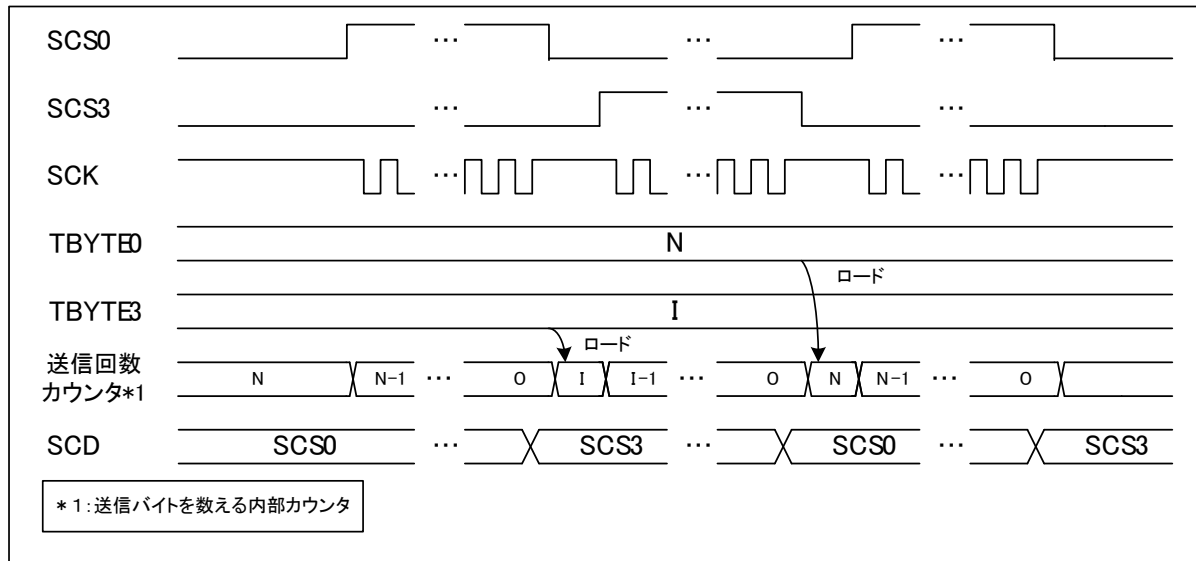 SCS0 ... ... ...
SCS3 ... ... ...
SCK ... ... ...
TBYTE0 N
ロード
TBYTE3 I
ロード
送信回数
カウンタ*1 N N-1 ... 0 I I-1 ... 0 N N-1 ... 0
SCD SCS0 ... SCS3 ... SCS0 ... SCS3
*1:送信バイトを数える内部カウンタ